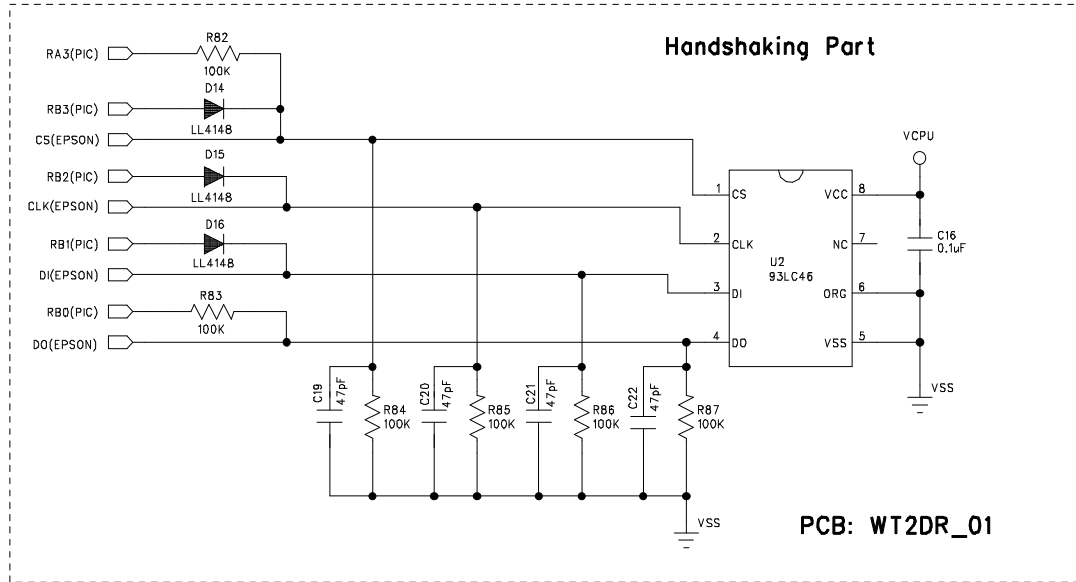 Handshaking Part
RA3(PIC)
R82
100K
D14
RB3(PIC)
LL4148
CS(EPSON)
D15
RB2(PIC)
LL4148
CLK(EPSON)
D16
RB1(PIC)
LL4148
DI(EPSON)
R83
RB0(PIC)
100K
DO(EPSON)
VCPU
1 CS VCC 8
2 CLK NC 7
U2
93LC46
3 DI ORG 6
4 DO VSS 5
C16
0.1uF
VSS
C19
47pF
R84
100K
C20
47pF
R85
100K
C21
47pF
R86
100K
C22
47pF
R87
100K
VSS
PCB: WT2DR_01